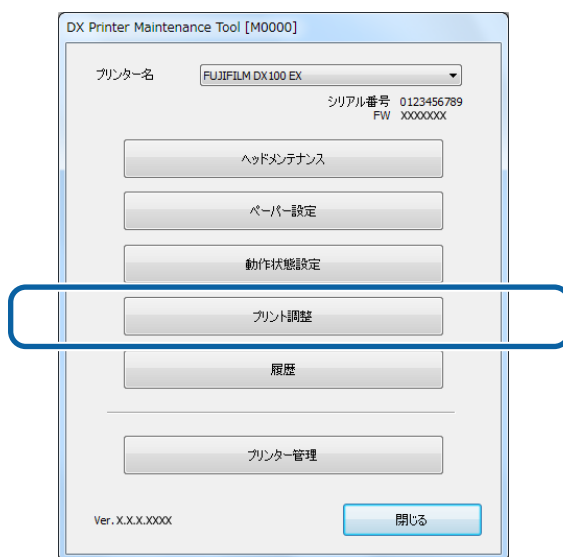 DX Printer Maintenance Tool [M0000]
プリンター名 FUJIFILM DX100 EX
シリアル番号 0123456789
FW XXXXXXX
ヘッドメンテナンス
ペーパー設定
動作状態設定
プリント調整
履歴
プリンター管理
Ver.X.X.X.XXXX 閉じる